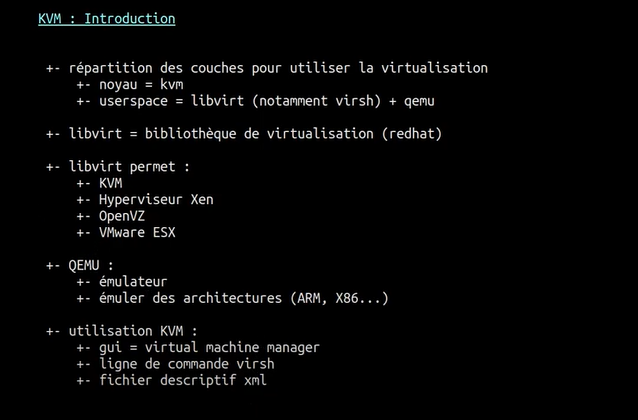 KVM : Introduction
+- répartition des couches pour utiliser la virtualisation
+- noyau = kvm
+- userspace = libvirt (notamment virsh) + qemu
+- libvirt = bibliothèque de virtualisation (redhat)
+- libvirt permet :
+- KVM
+- Hyperviseur Xen
+- OpenVZ
+- VMware ESX
+- QEMU :
+- émulateur
+- émuler des architectures (ARM, X86...)
+- utilisation KVM :
+- gui = virtual machine manager
+- ligne de commande virsh
+- fichier descriptif xml